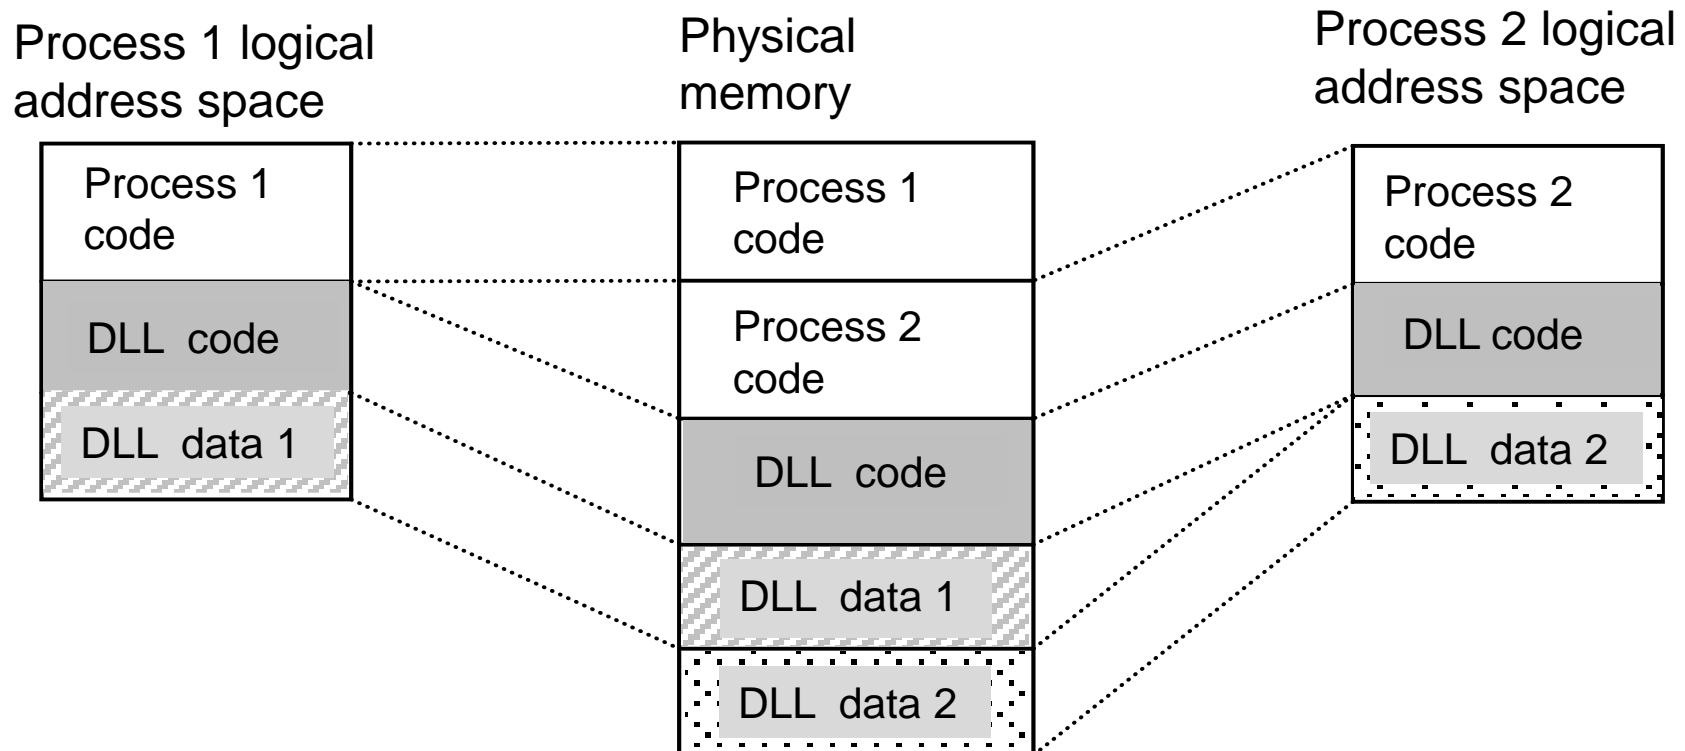 Process 1 logical
address space
Process 1
code
DLL code
DLL data 1
Physical
memory
Process 1
code
Process 2
code
DLL code
DLL data 1
DLL data 2
Process 2 logical
address space
Process 2
code
DLL code
DLL data 2